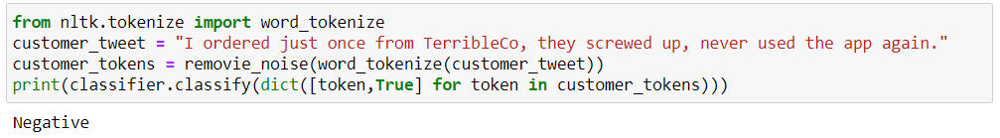 from nltk.tokenize import word_tokenize
customer_tweet = "I ordered just once from TerribleCo, they screwed up, never used the app again."
customer_tokens = removie_noise(word_tokenize(customer_tweet))
print(classifier.classify(dict([token,True] for token in customer_tokens)))
Negative